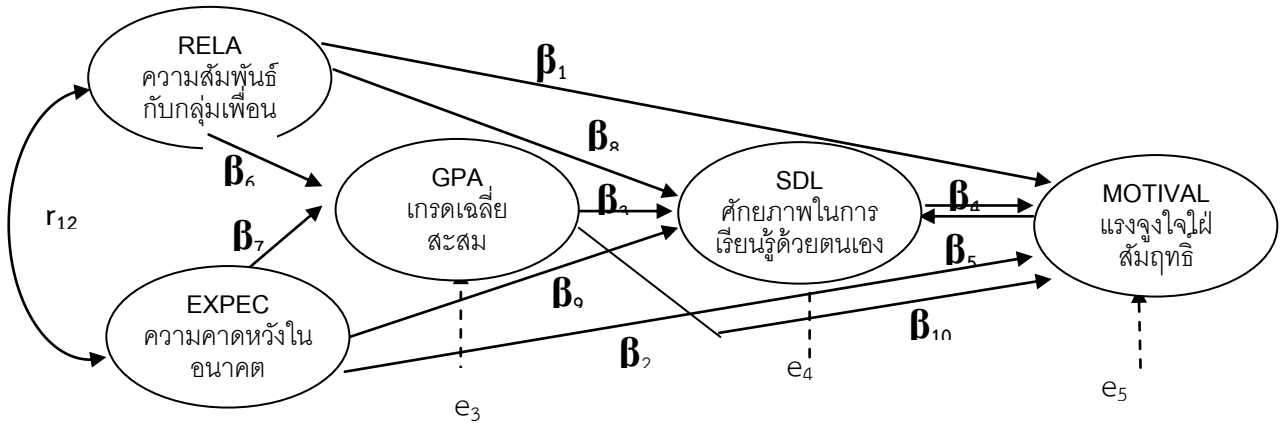 RELA
ความสัมพันธ์
กับกลุ่มเพื่อน
β₁
β₈
β₆
GPA
เกรดเฉลี่ย
สะสม
β₃
SDL
ศักยภาพในการ
เรียนรู้ด้วยตนเอง
β₄
MOTIVAL
แรงจูงใจใฝ่
สัมฤทธิ์
r₁₂
β₇
β₅
EXPEC
ความคาดหวังใน
อนาคต
β₉
β₂
β₁₀
e₃
e₄
e₅